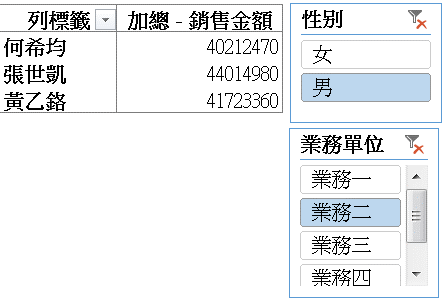 列標籤 加總 - 銷售金額
何希均 40212470
張世凱 44014980
黃乙鉻 41723360
性別
女
男
業務單位
業務一
業務二
業務三
業務四